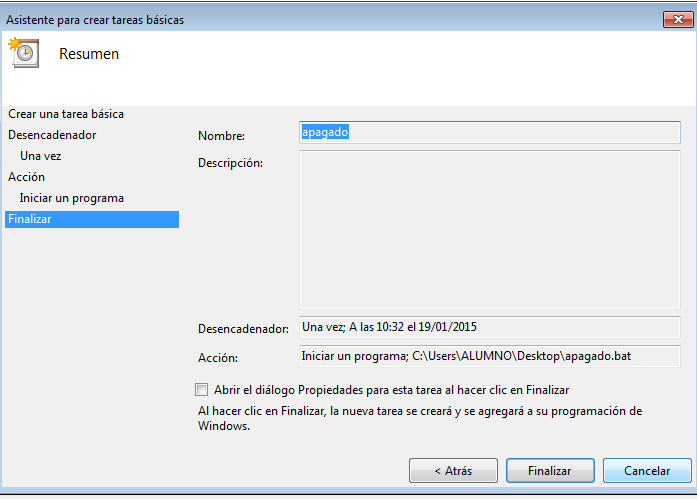 Asistente para crear tareas básicas
Resumen
Crear una tarea básica
Desencadenador
Una vez
Acción
Iniciar un programa
Finalizar
Nombre:
apagado
Descripción:
Desencadenador:
Una vez; A las 10:32 el 19/01/2015
Acción:
Iniciar un programa; C:\Users\ALUMNO\Desktop\apagado.bat
Abrir el diálogo Propiedades para esta tarea al hacer clic en Finalizar
Al hacer clic en Finalizar, la nueva tarea se creará y se agregará a su programación de
Windows.
< Atrás
Finalizar
Cancelar